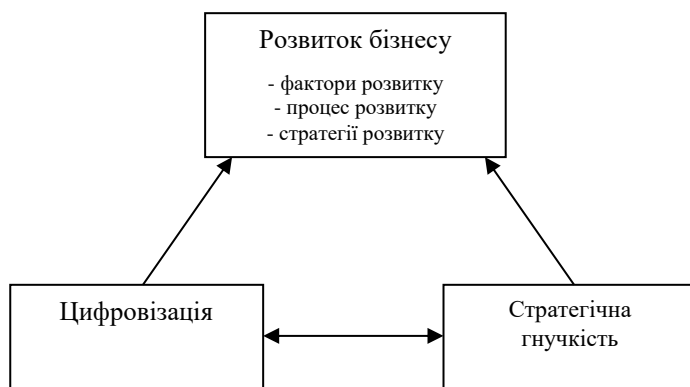 Розвиток бізнесу
- фактори розвитку
- процес розвитку
- стратегії розвитку
Цифровізація
Стратегічна
гнучкість